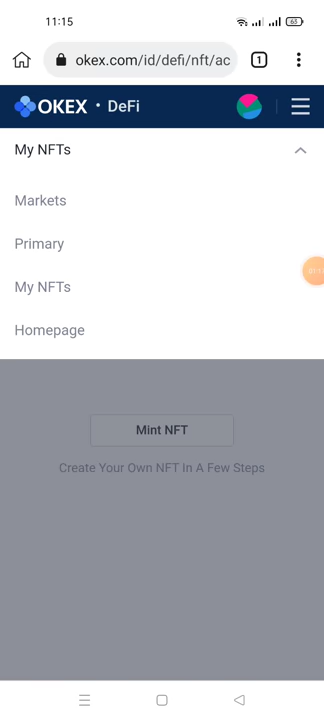 11:15
63
okex.com/id/defi/nft/ac
1
OKEX • DeFi
My NFTs
Markets
Primary
My NFTs
Homepage
Mint NFT
Create Your Own NFT In A Few Steps